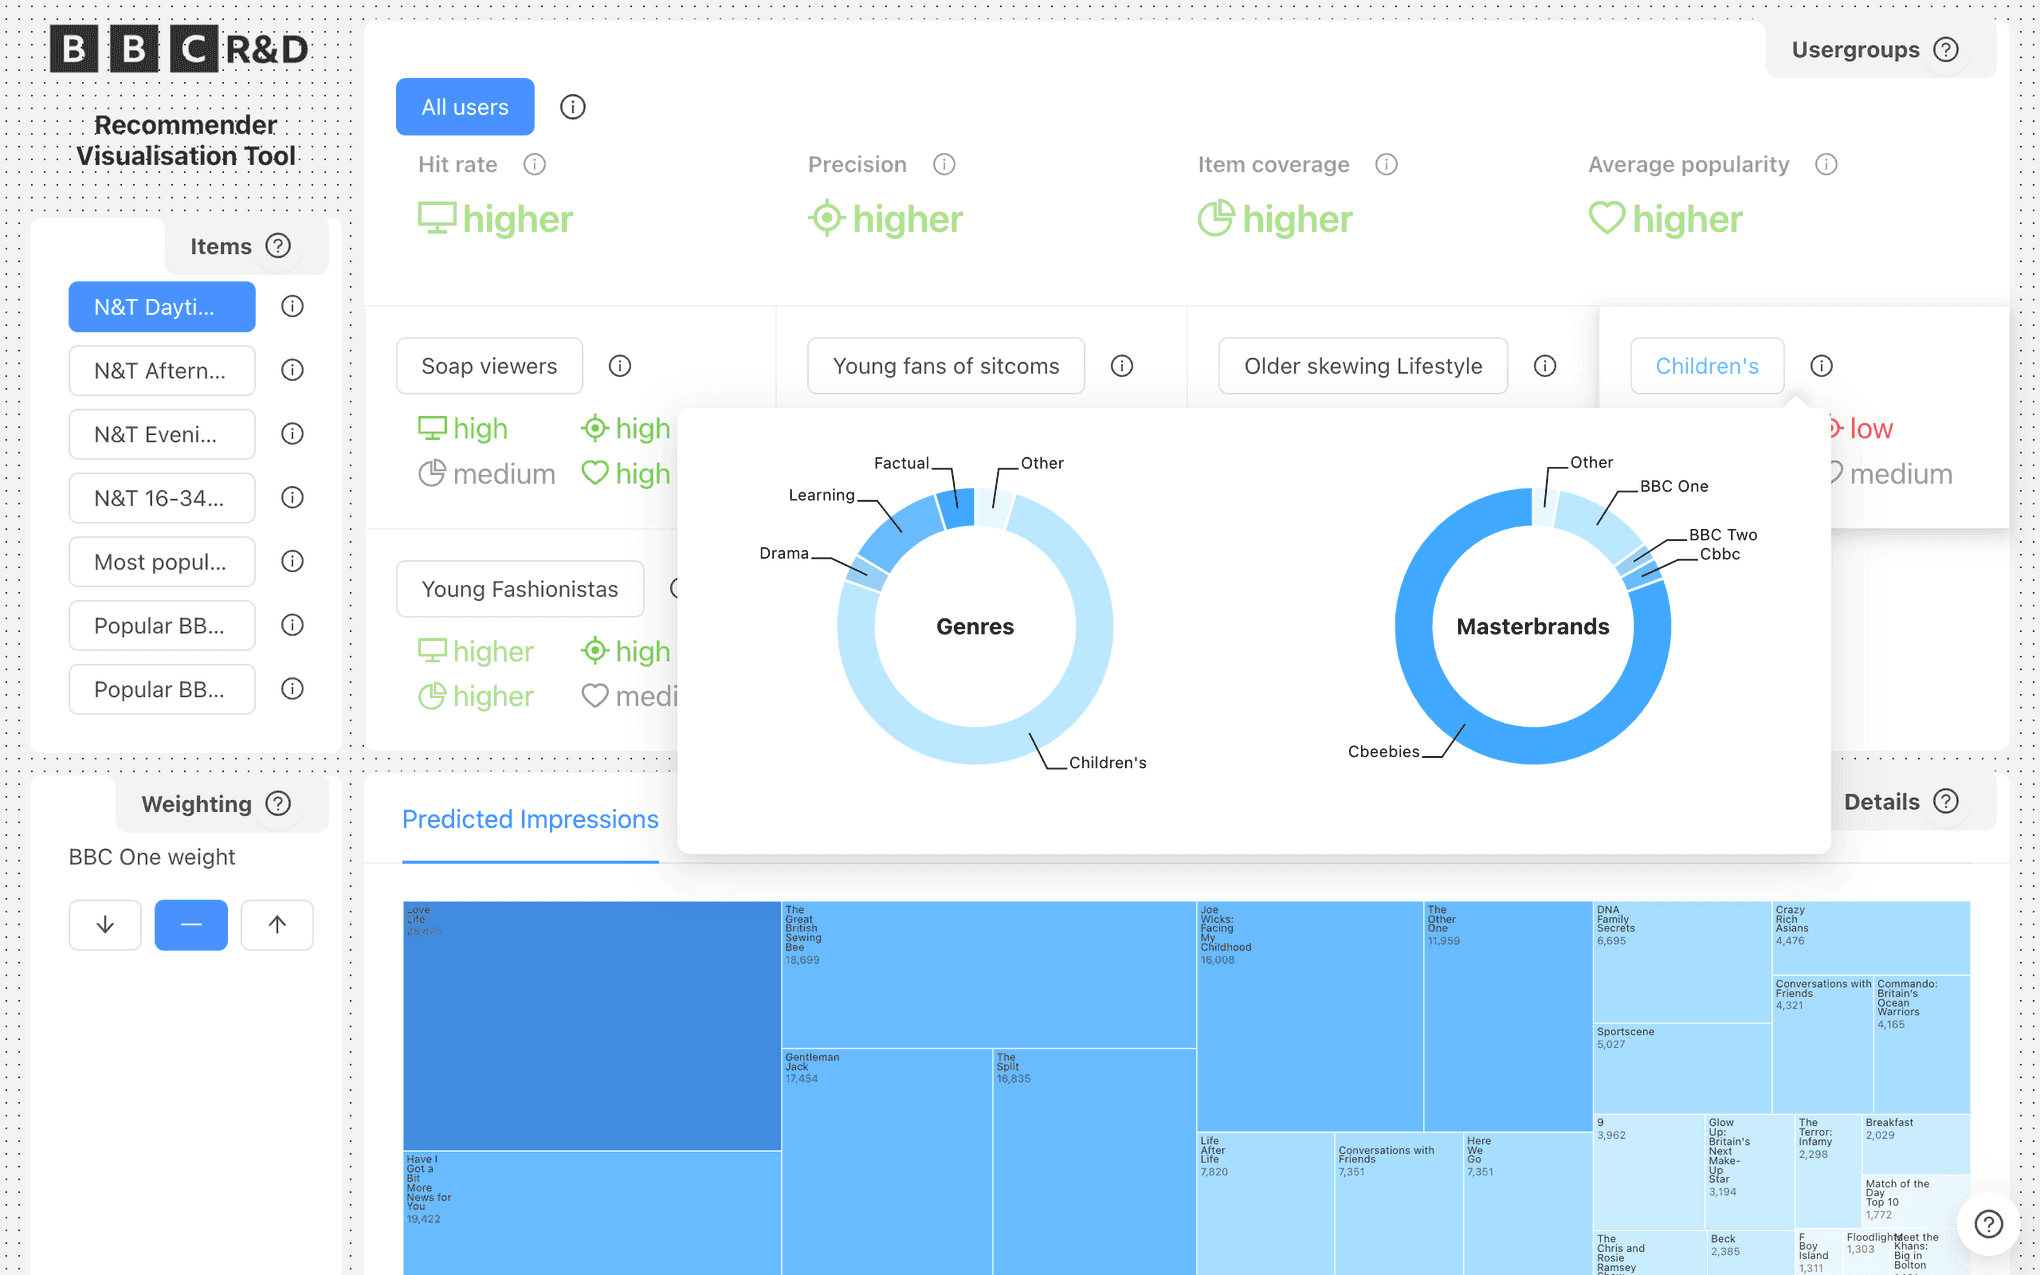 BBC R&D
Recommender
Visualisation Tool
Items
N&T Dayti...
N&T Aftern...
N&T Eveni...
N&T 16-34...
Most popul...
Popular BB...
Popular BB...
Weighting
BBC One weight
Usergroups
All users
Hit rate
Precision
Item coverage
Average popularity
higher
higher
higher
higher
Soap viewers
Young fans of sitcoms
Older skewing Lifestyle
Children's
high
high
medium
high
low
medium
Young Fashionistas
higher
high
higher
medi
Factual
Other
Learning
Drama
Genres
Children's
Other
BBC One
BBC Two
Cbbc
Masterbrands
Cbeebies
Predicted Impressions
Details
Love
Life
Have I
Got a
Bit
More
News for
You
19,422
The
Great
British
Sewing
Bee
18,699
Gentleman
Jack
17,454
The
Split
16,835
Joe
Wicks:
Facing
My
Childhood
16,008
The
Other
One
11,959
Life
After
Life
7,820
Conversations with
Friends
7,351
Here
We
Go
7,351
DNA
Family
Secrets
6,695
Sportscene
5,027
Crazy
Rich
Asians
4,476
Conversations with
Friends
4,321
Commando:
Britain's
Ocean
Warriors
4,165
9
3,962
Glow
Up:
Britain's
Next
Make-
Up
Star
3,194
The
Terror:
Infamy
2,298
Breakfast
2,029
Match of the
Day
Top 10
1,772
The
Chris and
Rosie
Ramsey
Beck
2,385
F
Boy
Island
1,311
Floodlights
1,303
Meet the
Khans:
Big in
Bolton